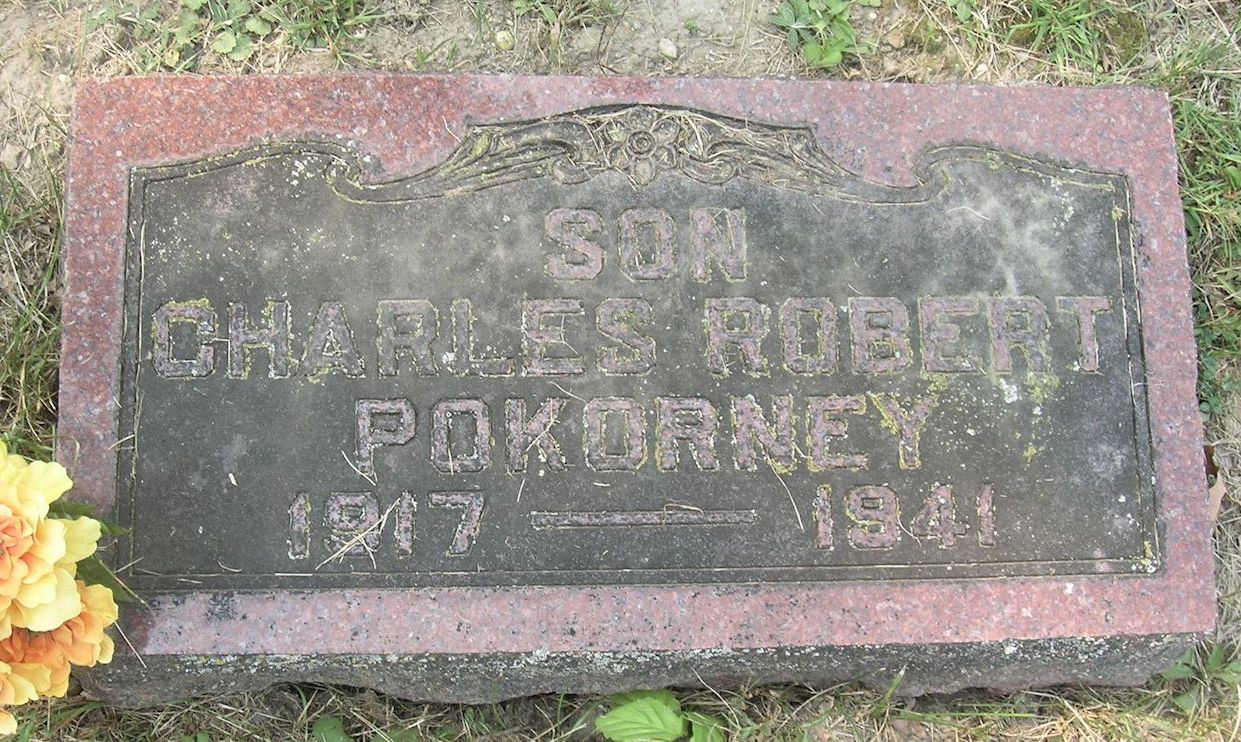 SON
CHARLES ROBERT
POKORNEY
1917 — 1941